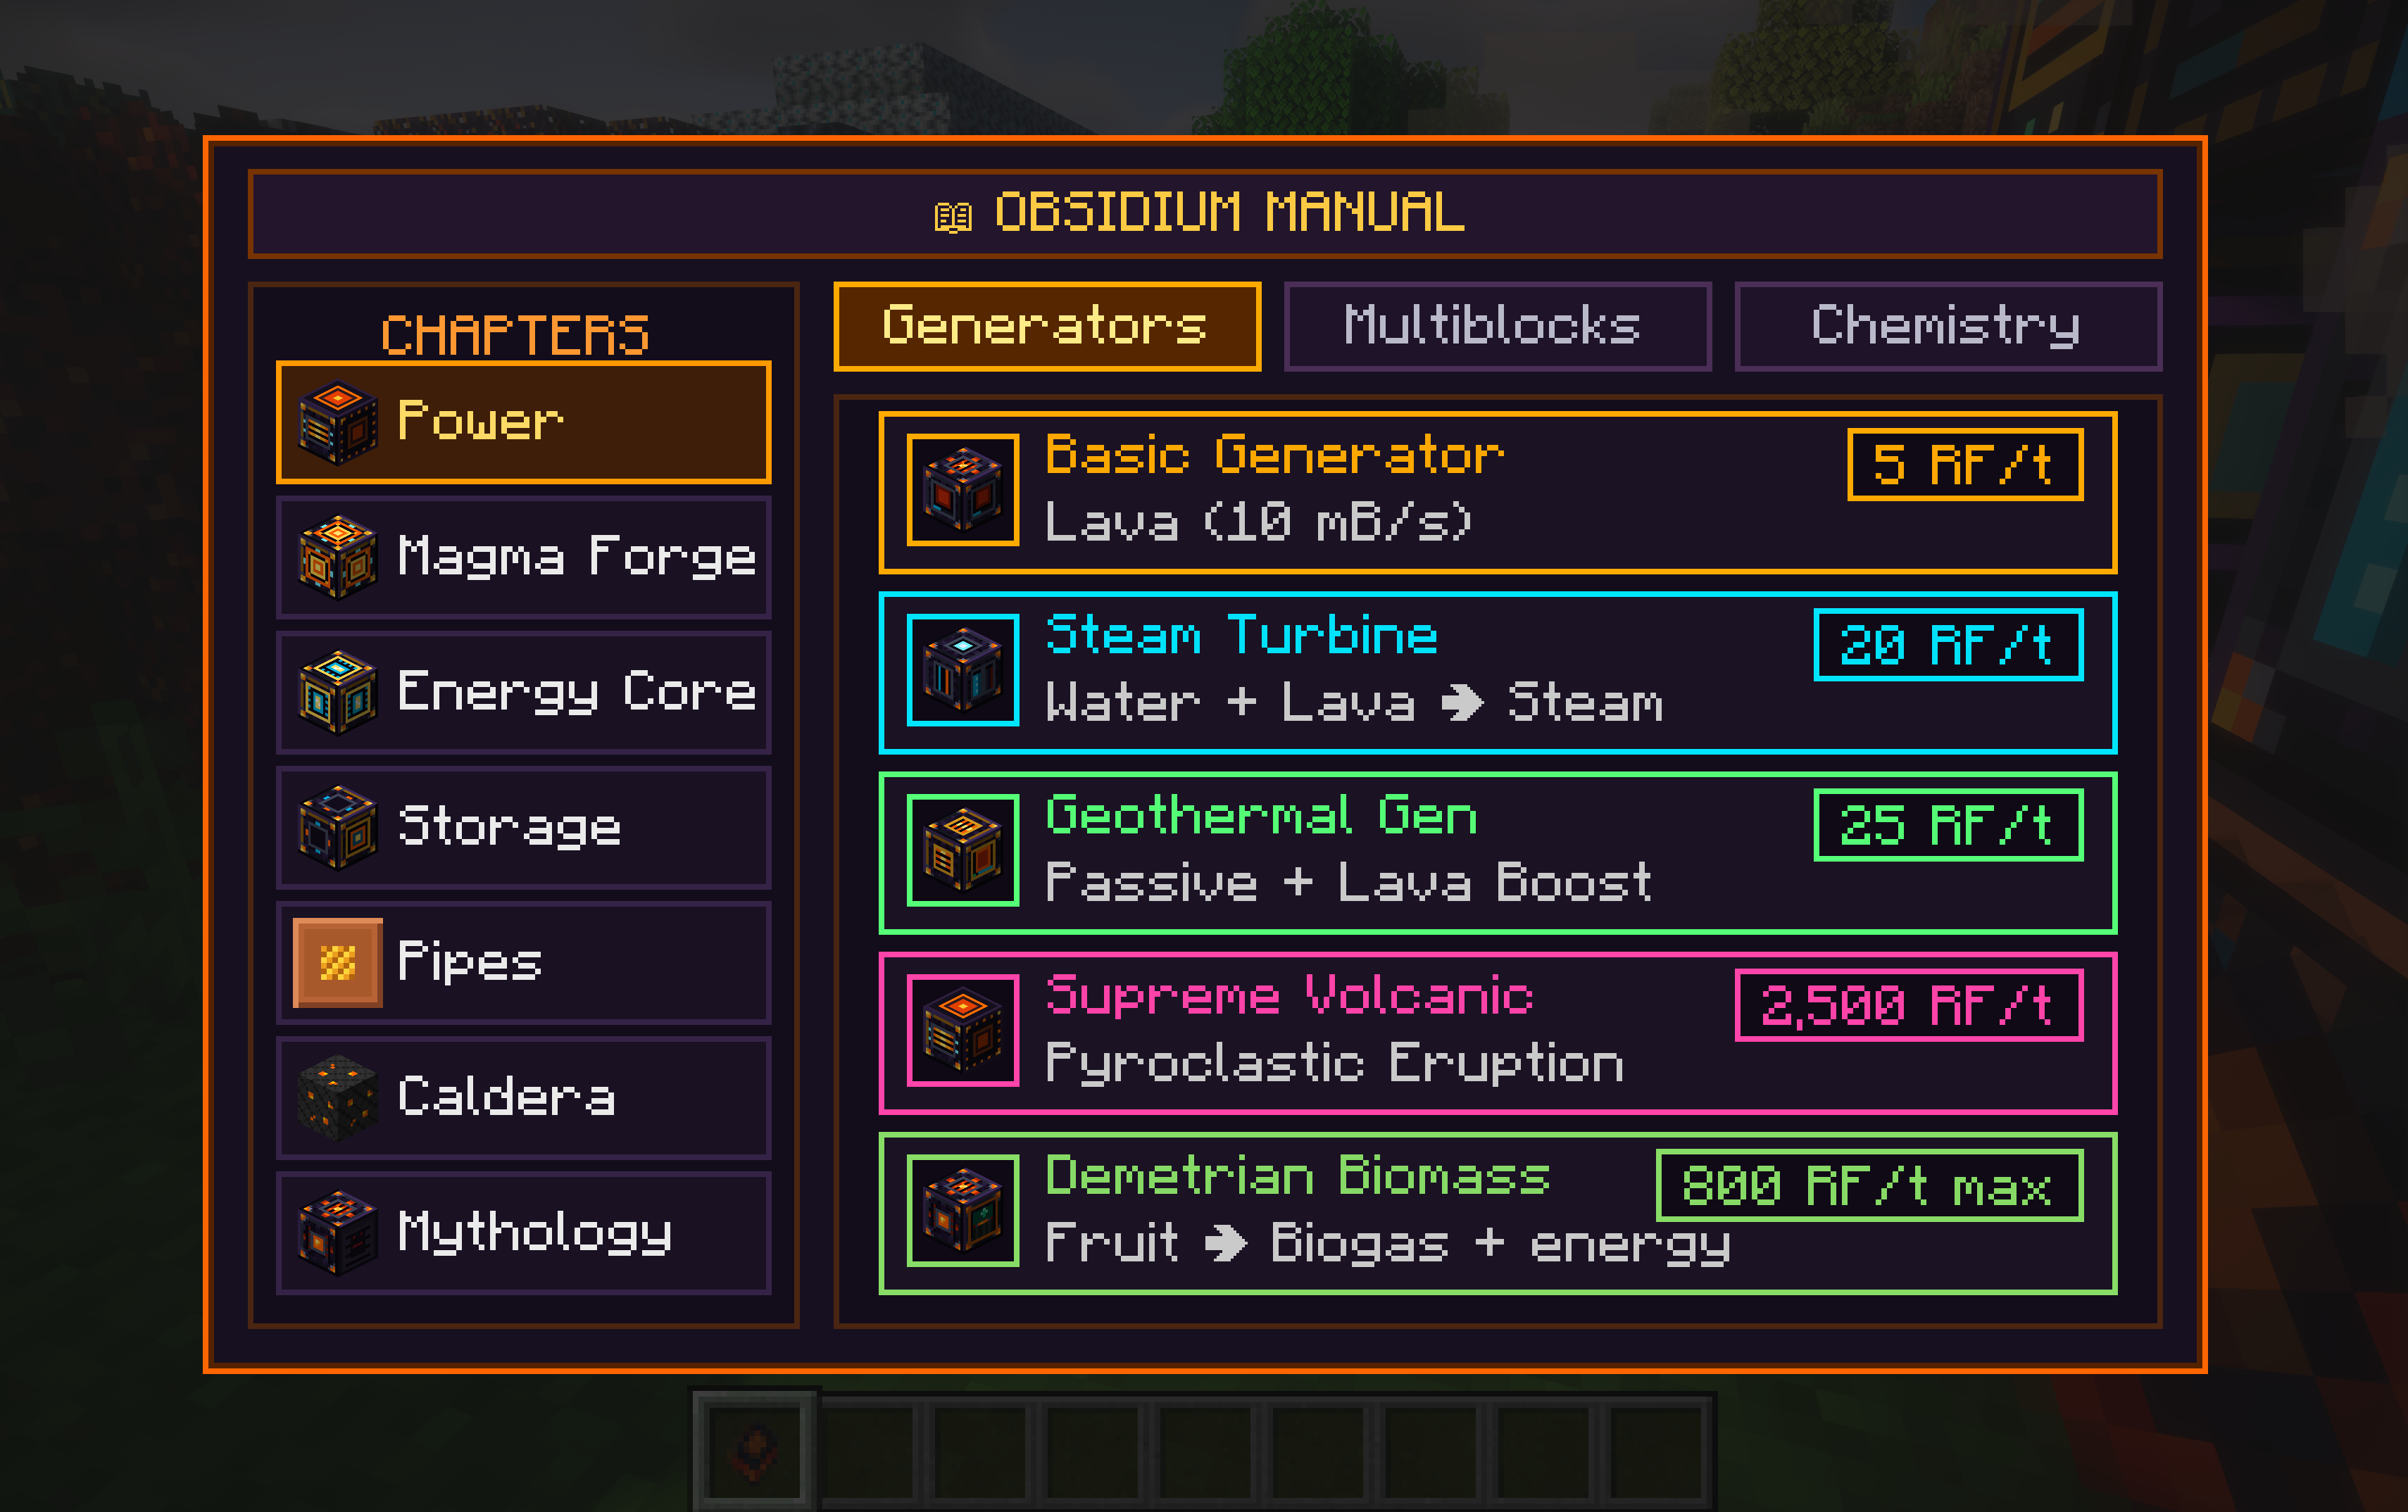 OBSIDIUM MANUAL
CHAPTERS
Power
Magma Forge
Energy Core
Storage
Pipes
Caldera
Mythology
Generators
Multiblocks
Chemistry
Basic Generator
5 RF/t
Lava (10 mB/s)
Steam Turbine
20 RF/t
Water + Lava 🡺 Steam
Geothermal Gen
25 RF/t
Passive + Lava Boost
Supreme Volcanic
2,500 RF/t
Pyroclastic Eruption
Demetrian Biomass
800 RF/t max
Fruit 🡺 Biogas + energy